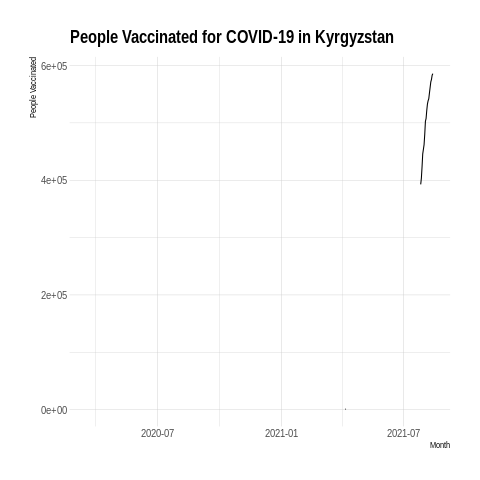 People Vaccinated for COVID-19 in Kyrgyzstan
People Vaccinated
6e+05
4e+05
2e+05
0e+00
2020-07
2021-01
2021-07
Month